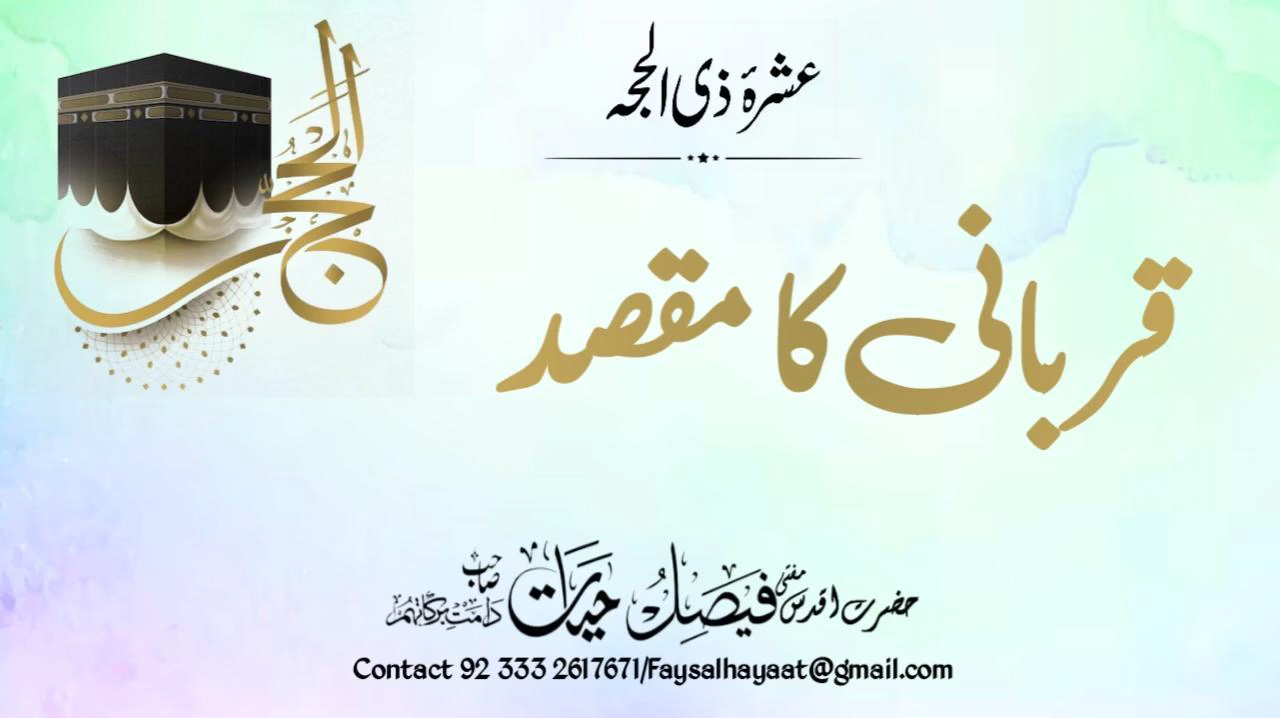 الحج
عشرۂ ذی الحجہ
قربانی کا مقصد
حضرت اقدس مفتی فیصل حیات صاحب دامت برکاتہم
Contact 92 333 2617671/Faysalhayaat@gmail.com